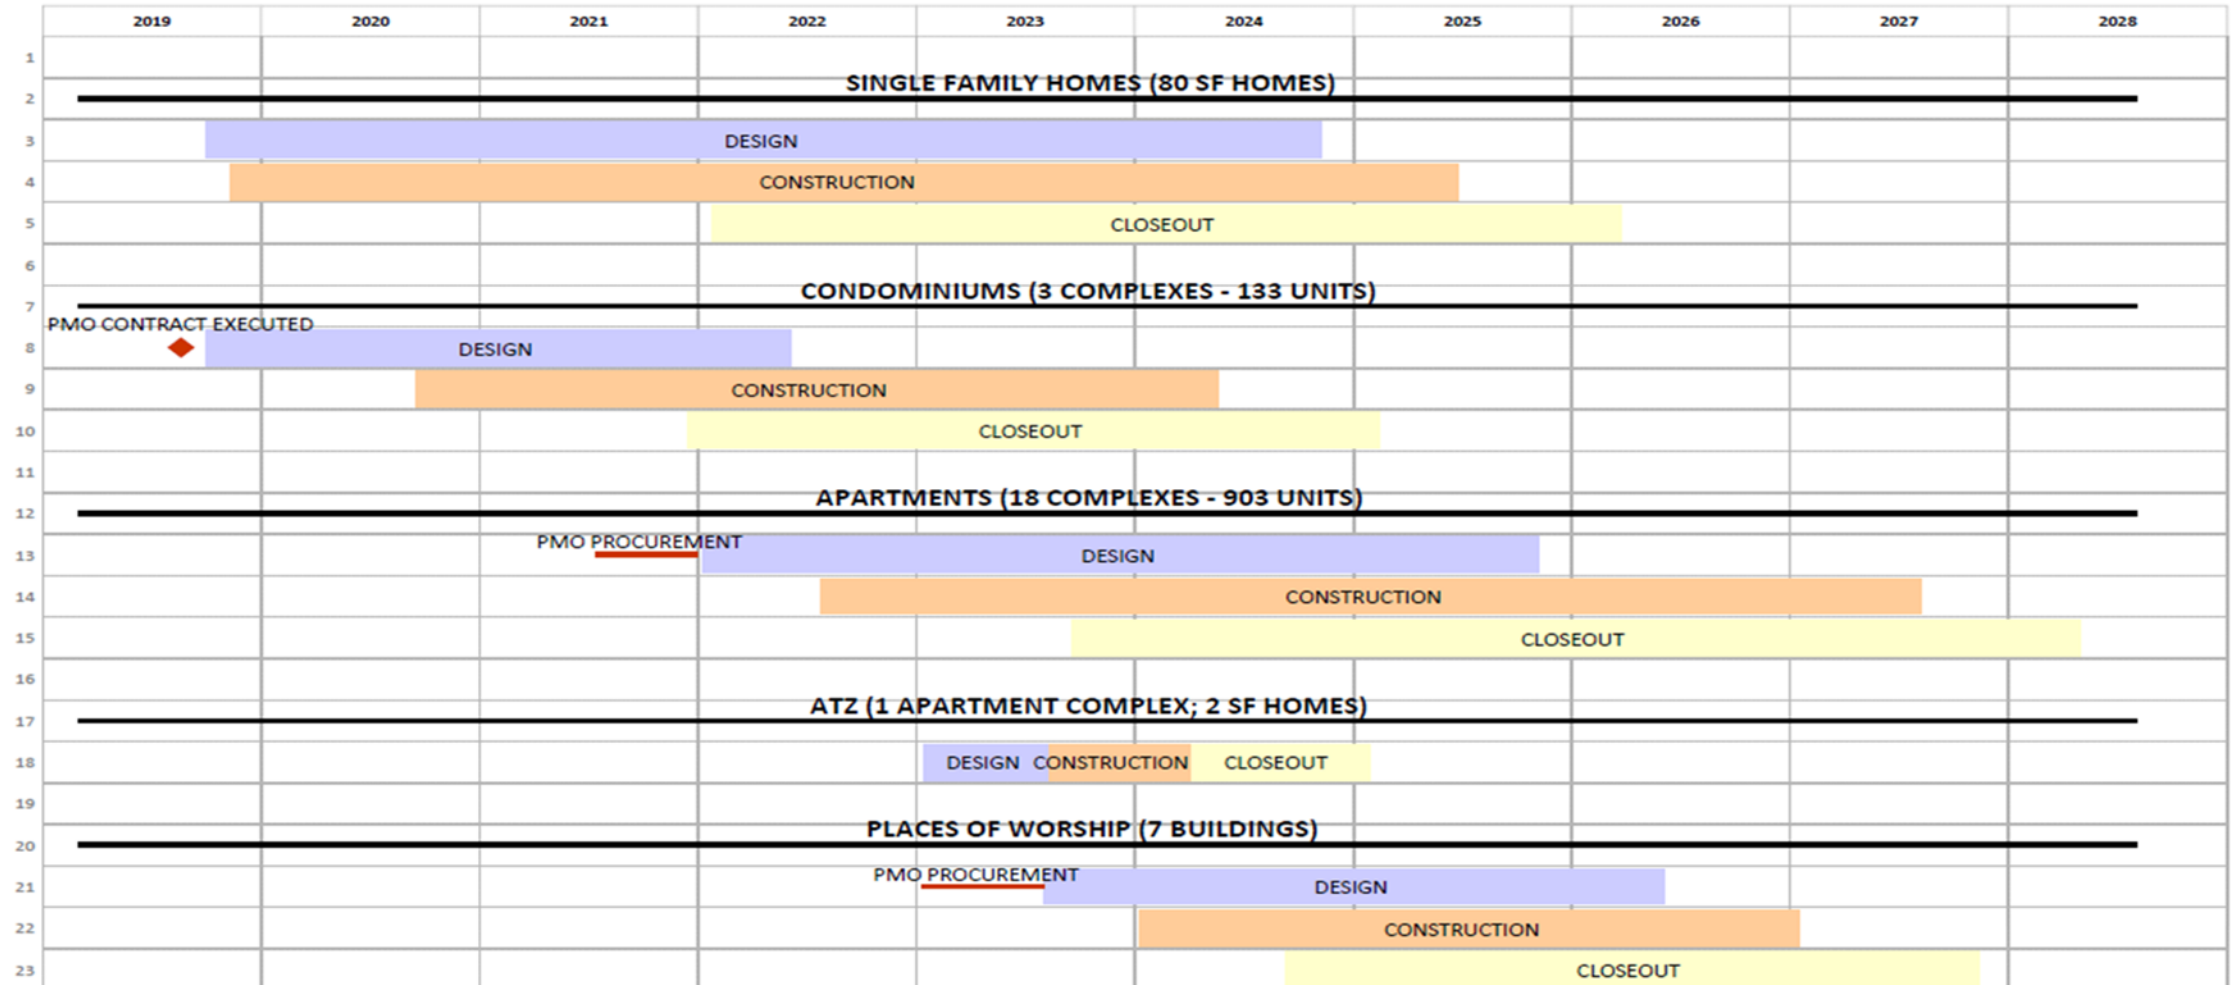 2019 2020 2021 2022 2023 2024 2025 2026 2027 2028
1
SINGLE FAMILY HOMES (80 SF HOMES)
2
3 DESIGN
4 CONSTRUCTION
5 CLOSEOUT
6
CONDOMINIUMS (3 COMPLEXES - 133 UNITS)
7
PMO CONTRACT EXECUTED
8 DESIGN
9 CONSTRUCTION
10 CLOSEOUT
11
APARTMENTS (18 COMPLEXES - 903 UNITS)
12
PMO PROCUREMENT
13 DESIGN
14 CONSTRUCTION
15 CLOSEOUT
16
ATZ (1 APARTMENT COMPLEX; 2 SF HOMES)
17
18 DESIGN CONSTRUCTION CLOSEOUT
19
PLACES OF WORSHIP (7 BUILDINGS)
20
PMO PROCUREMENT
21 DESIGN
22 CONSTRUCTION
23 CLOSEOUT